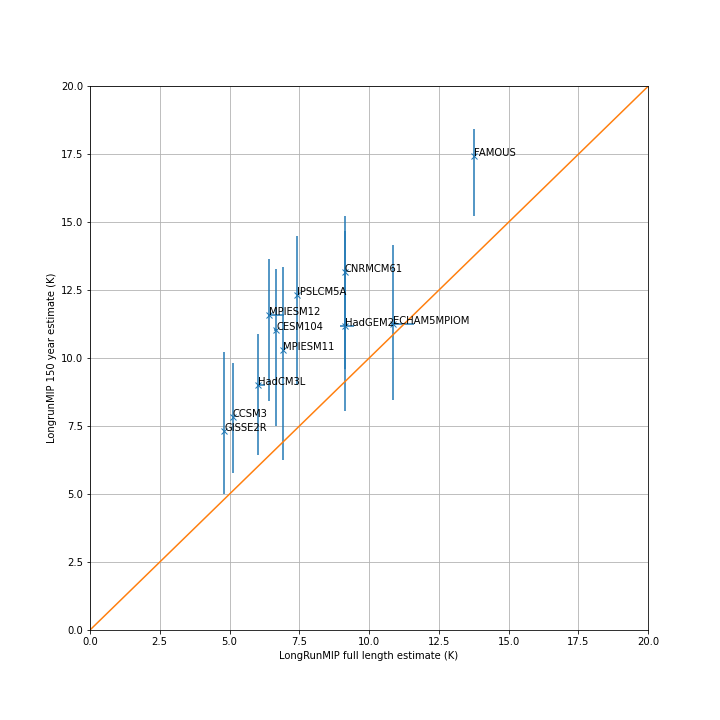 20.0
17.5
15.0
12.5
10.0
7.5
5.0
2.5
0.0
LongrunMIP 150 year estimate (K)
FAMOUS
CNRMCM61
IPSLCM5A
MPIESM12
CESM104
HadGEM2
ECHAM5MPIOM
MPIESM11
HadCM3L
CCSM3
GISSE2R
0.0 2.5 5.0 7.5 10.0 12.5 15.0 17.5 20.0
LongRunMIP full length estimate (K)